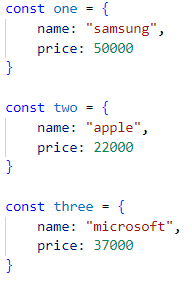 const one = {
    name: "samsung",
    price: 50000
}

const two = {
    name: "apple",
    price: 22000
}

const three = {
    name: "microsoft",
    price: 37000
}